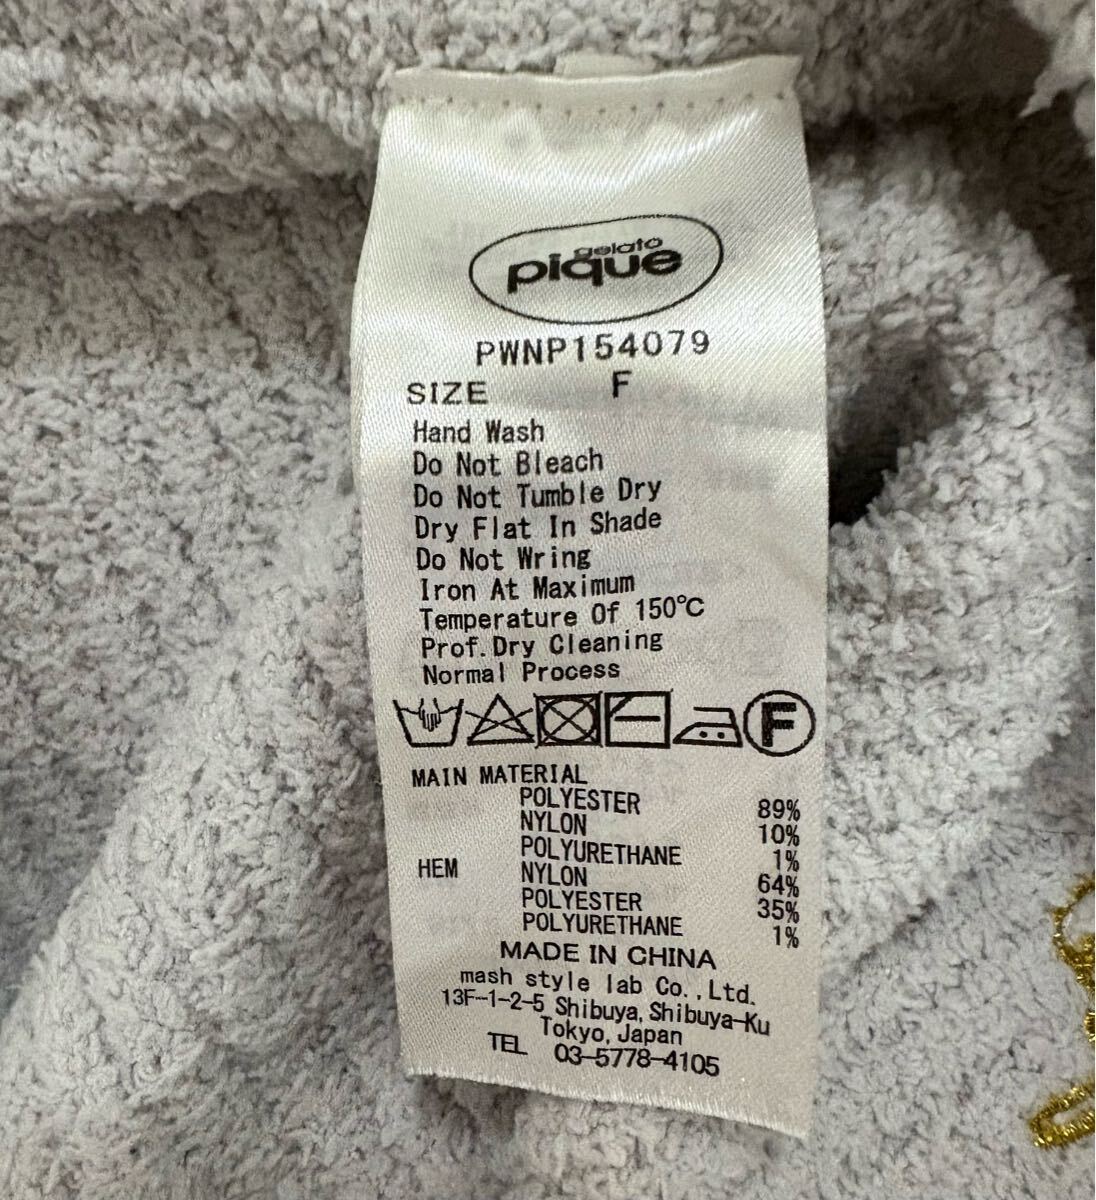 gelato
pique
PWNP154079
SIZE F
Hand Wash
Do Not Bleach
Do Not Tumble Dry
Dry Flat In Shade
Do Not Wring
Iron At Maximum
Temperature Of 150℃
Prof.Dry Cleaning
Normal Process
F
MAIN MATERIAL
POLYESTER 89%
NYLON 10%
POLYURETHANE 1%
HEM NYLON 64%
POLYESTER 35%
POLYURETHANE 1%
MADE IN CHINA
mash style lab Co.,Ltd.
13F-1-2-5 Shibuya, Shibuya-Ku
Tokyo, Japan
TEL 03-5778-4105